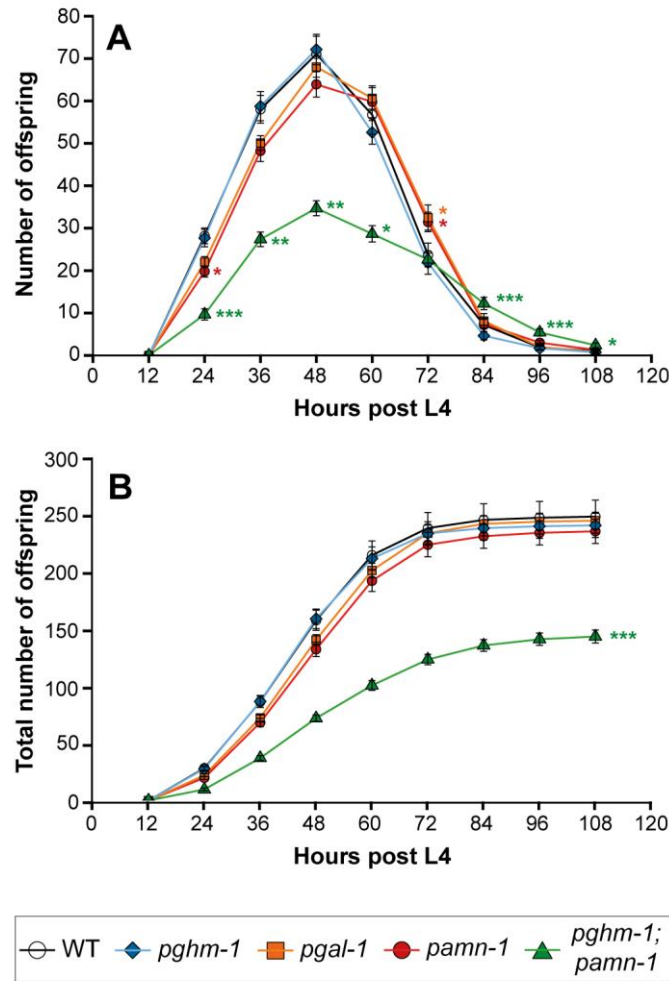 A
80
70
60
50
40
30
20
10
0
Number of offspring
* *
* *
*
*
*
*
* * *
* * *
* * *
*
0 12 24 36 48 60 72 84 96 108 120
Hours post L4
B
300
250
200
150
100
50
0
Total number of offspring
* * *
0 12 24 36 48 60 72 84 96 108 120
Hours post L4
WT pghm-1 pgal-1 pamn-1 pghm-1;
pamn-1